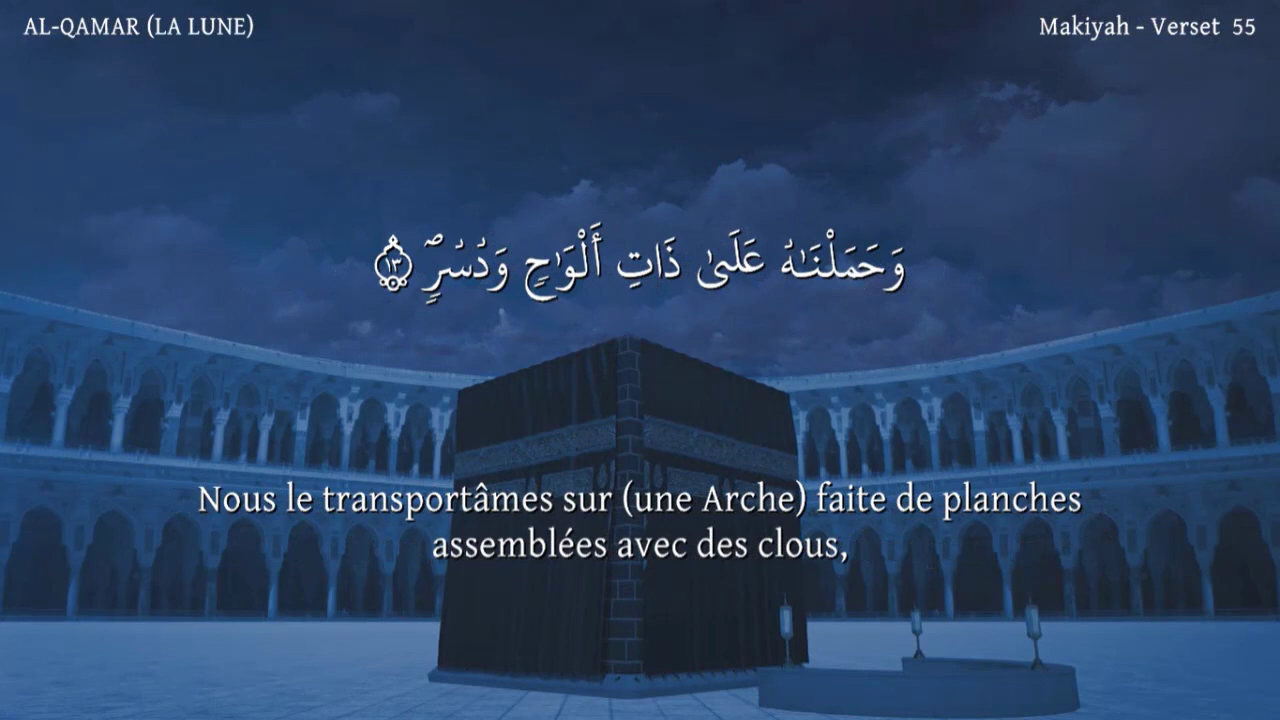 AL-QAMAR (LA LUNE)
Makiyah - Verset 55
وَحَمَلْنَـٰهُ عَلَىٰ ذَاتِ أَلْوَٰحٍ وَدُسُرٍۢ ١٣
Nous le transportâmes sur (une Arche) faite de planches
assemblées avec des clous,